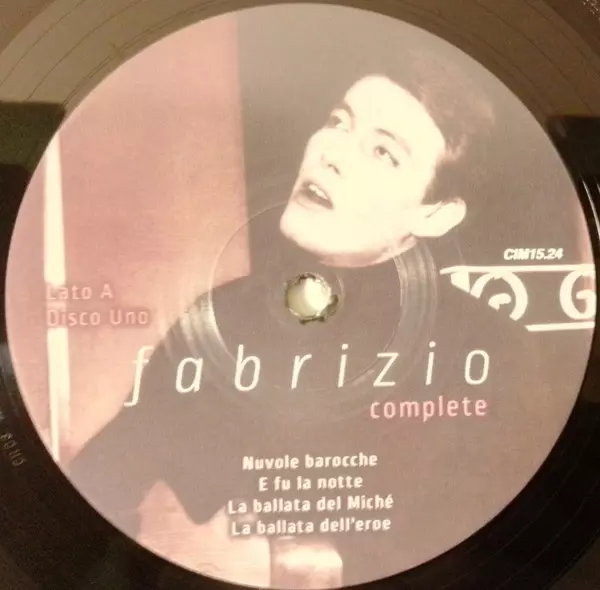 CIM15.24
Lato A
Disco Uno
fabrizio
complete
Nuvole barocche
E fu la notte
La ballata del Miché
La ballata dell'eroe